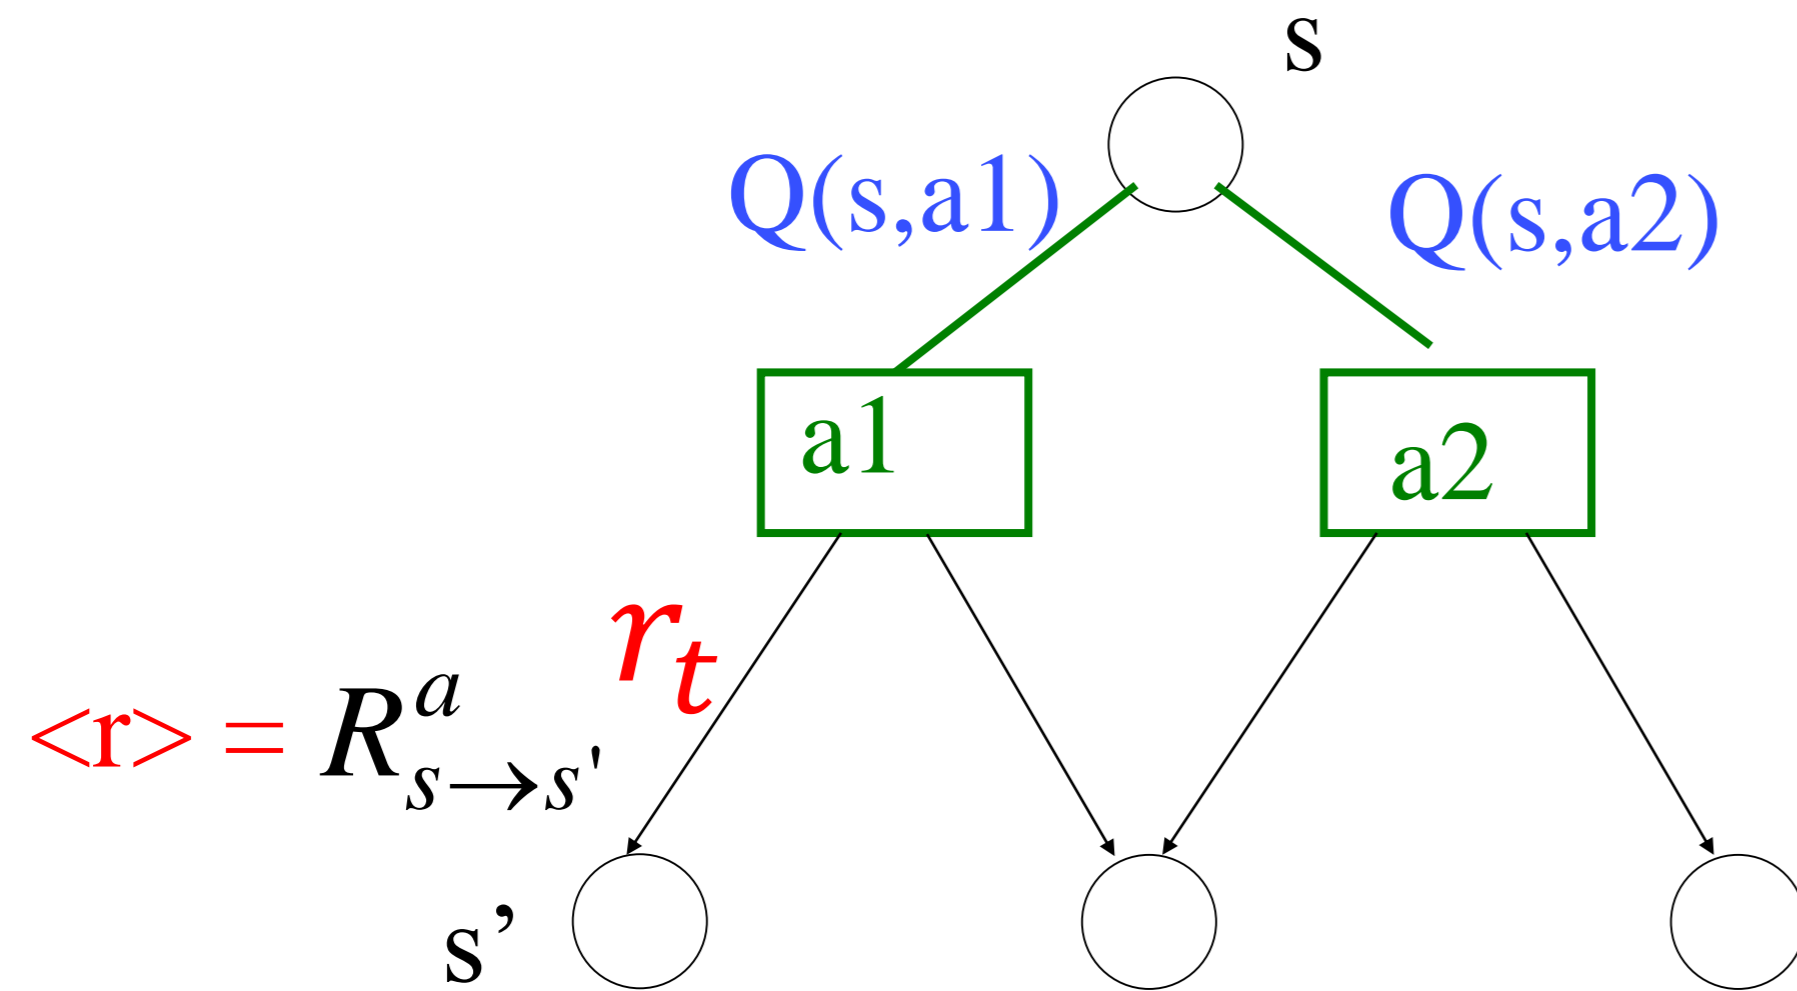 s
Q(s,a1)
Q(s,a2)
a1
a2
r_t
<r> = R^a_{s→s'}
s’